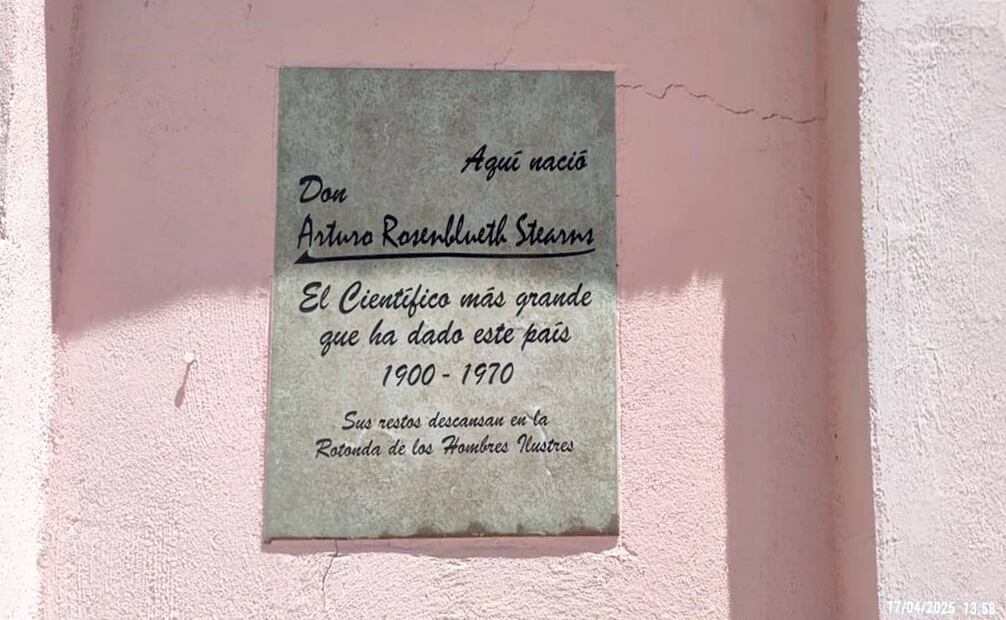 Aquí nació
Don
Arturo Rosenblueth Stearns
El Científico más grande
que ha dado este país
1900 - 1970
Sus restos descansan en la
Rotonda de los Hombres Ilustres
17/04/2025 13:58